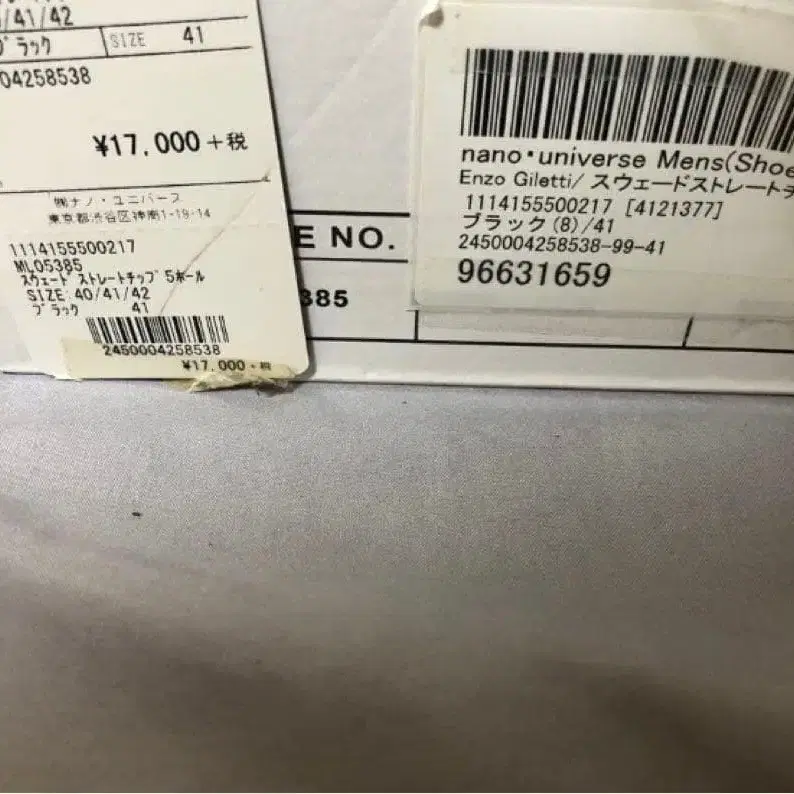 /41/42
ブラック SIZE 41
04258538
¥17,000+税
㈱ナノ・ユニバース
東京都渋谷区神南1-19-14
1114155500217
ML05385
スウェード ストレートチップ 5ホール
SIZE:40/41/42
ブラック 41
2450004258538
¥17,000+税
E NO.
385
nano・universe Mens(Shoe
Enzo Giletti/ スウェードストレートチ
1114155500217 [4121377]
ブラック(8)/41
2450004258538-99-41
96631659